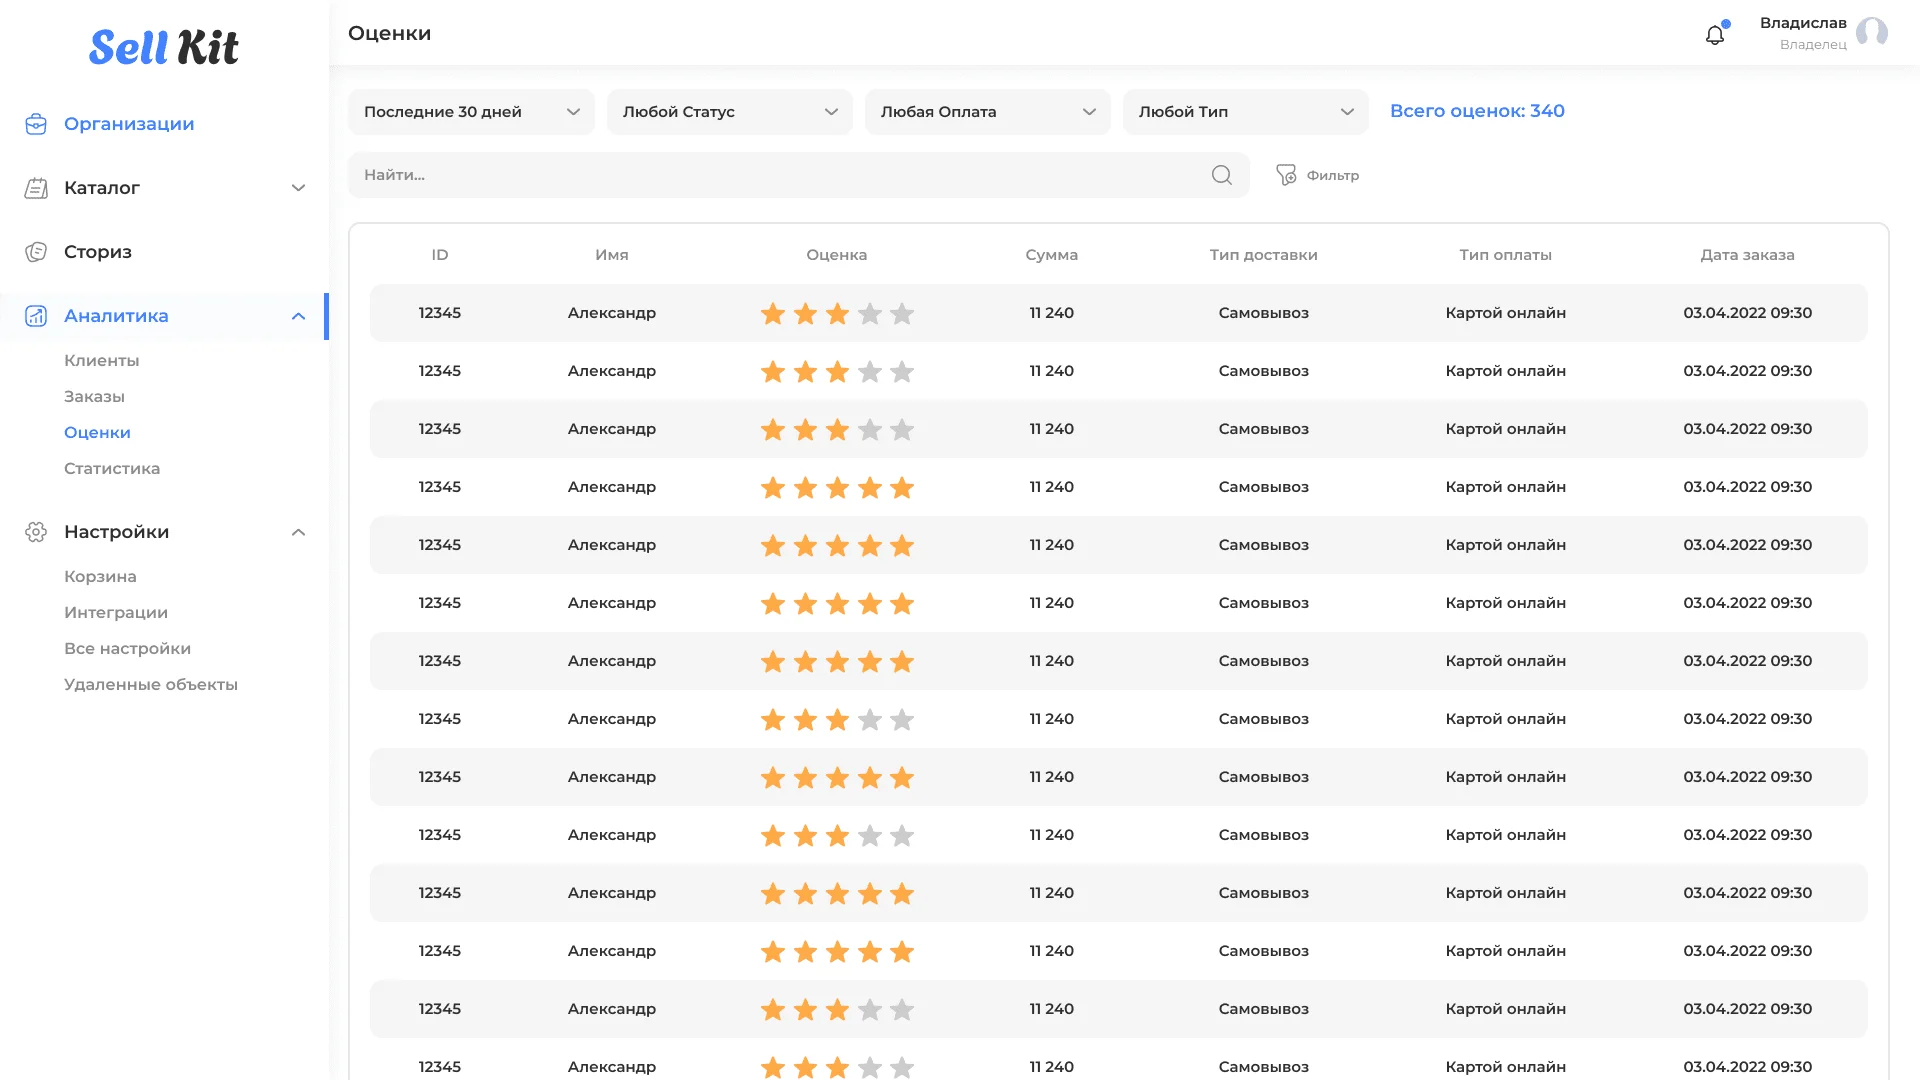 Sell Kit
Организации
Каталог
Сториз
Аналитика
Клиенты
Заказы
Оценки
Статистика
Настройки
Корзина
Интеграции
Все настройки
Удаленные объекты
Оценки
Владислав
Владелец
Последние 30 дней
Любой Статус
Любая Оплата
Любой Тип
Всего оценок: 340
Найти...
Фильтр
ID Имя Оценка Сумма Тип доставки Тип оплаты Дата заказа
12345 Александр 11 240 Самовывоз Картой онлайн 03.04.2022 09:30
12345 Александр 11 240 Самовывоз Картой онлайн 03.04.2022 09:30
12345 Александр 11 240 Самовывоз Картой онлайн 03.04.2022 09:30
12345 Александр 11 240 Самовывоз Картой онлайн 03.04.2022 09:30
12345 Александр 11 240 Самовывоз Картой онлайн 03.04.2022 09:30
12345 Александр 11 240 Самовывоз Картой онлайн 03.04.2022 09:30
12345 Александр 11 240 Самовывоз Картой онлайн 03.04.2022 09:30
12345 Александр 11 240 Самовывоз Картой онлайн 03.04.2022 09:30
12345 Александр 11 240 Самовывоз Картой онлайн 03.04.2022 09:30
12345 Александр 11 240 Самовывоз Картой онлайн 03.04.2022 09:30
12345 Александр 11 240 Самовывоз Картой онлайн 03.04.2022 09:30
12345 Александр 11 240 Самовывоз Картой онлайн 03.04.2022 09:30
12345 Александр 11 240 Самовывоз Картой онлайн 03.04.2022 09:30
12345 Александр 11 240 Самовывоз Картой онлайн 03.04.2022 09:30